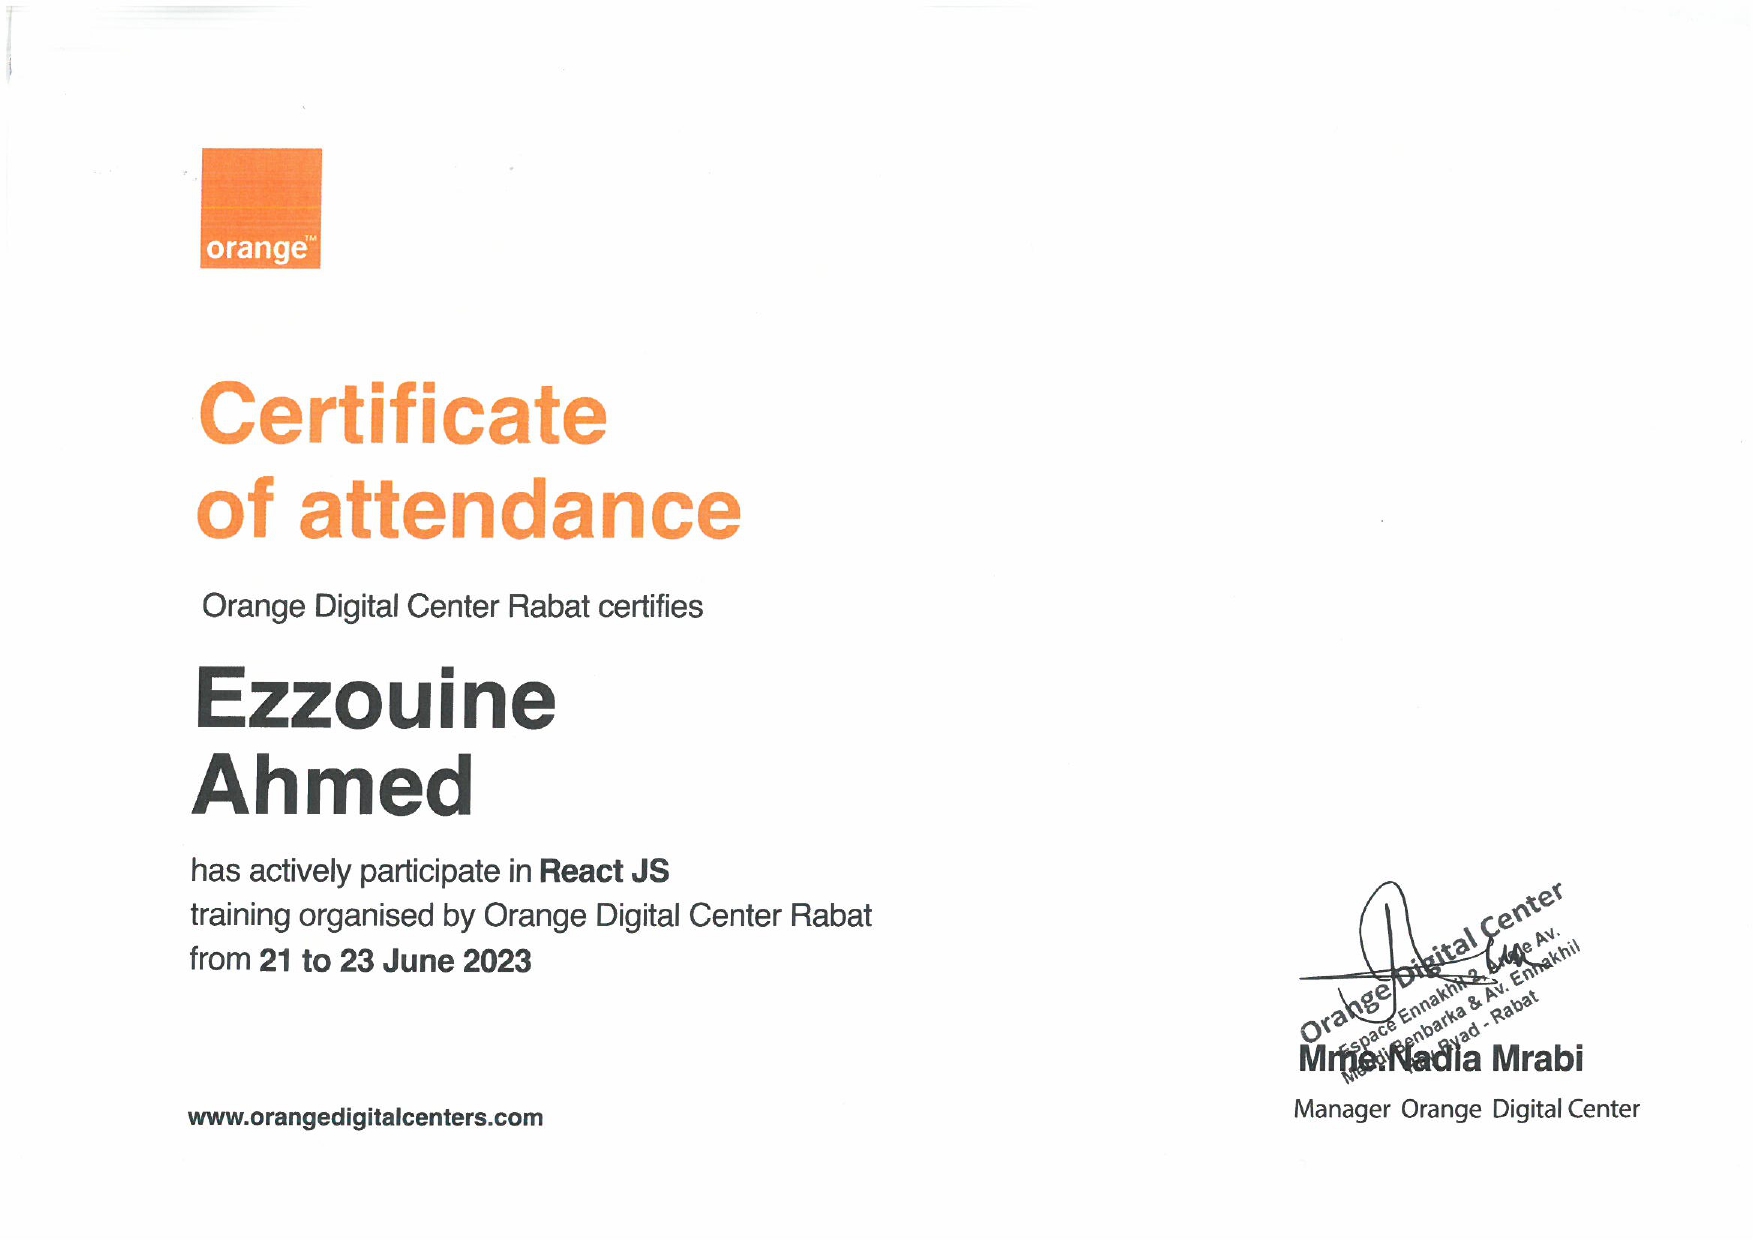 orange™
Certificate
of attendance
Orange Digital Center Rabat certifies
Ezzouine
Ahmed
has actively participate in React JS
training organised by Orange Digital Center Rabat
from 21 to 23 June 2023
Orange Digital Center
Espace Ennakhil 2, Angle Av.
Mehdi Benbarka & Av. Ennakhil
Ryad - Rabat
Mme.Nadia Mrabi
Manager Orange Digital Center
www.orangedigitalcenters.com